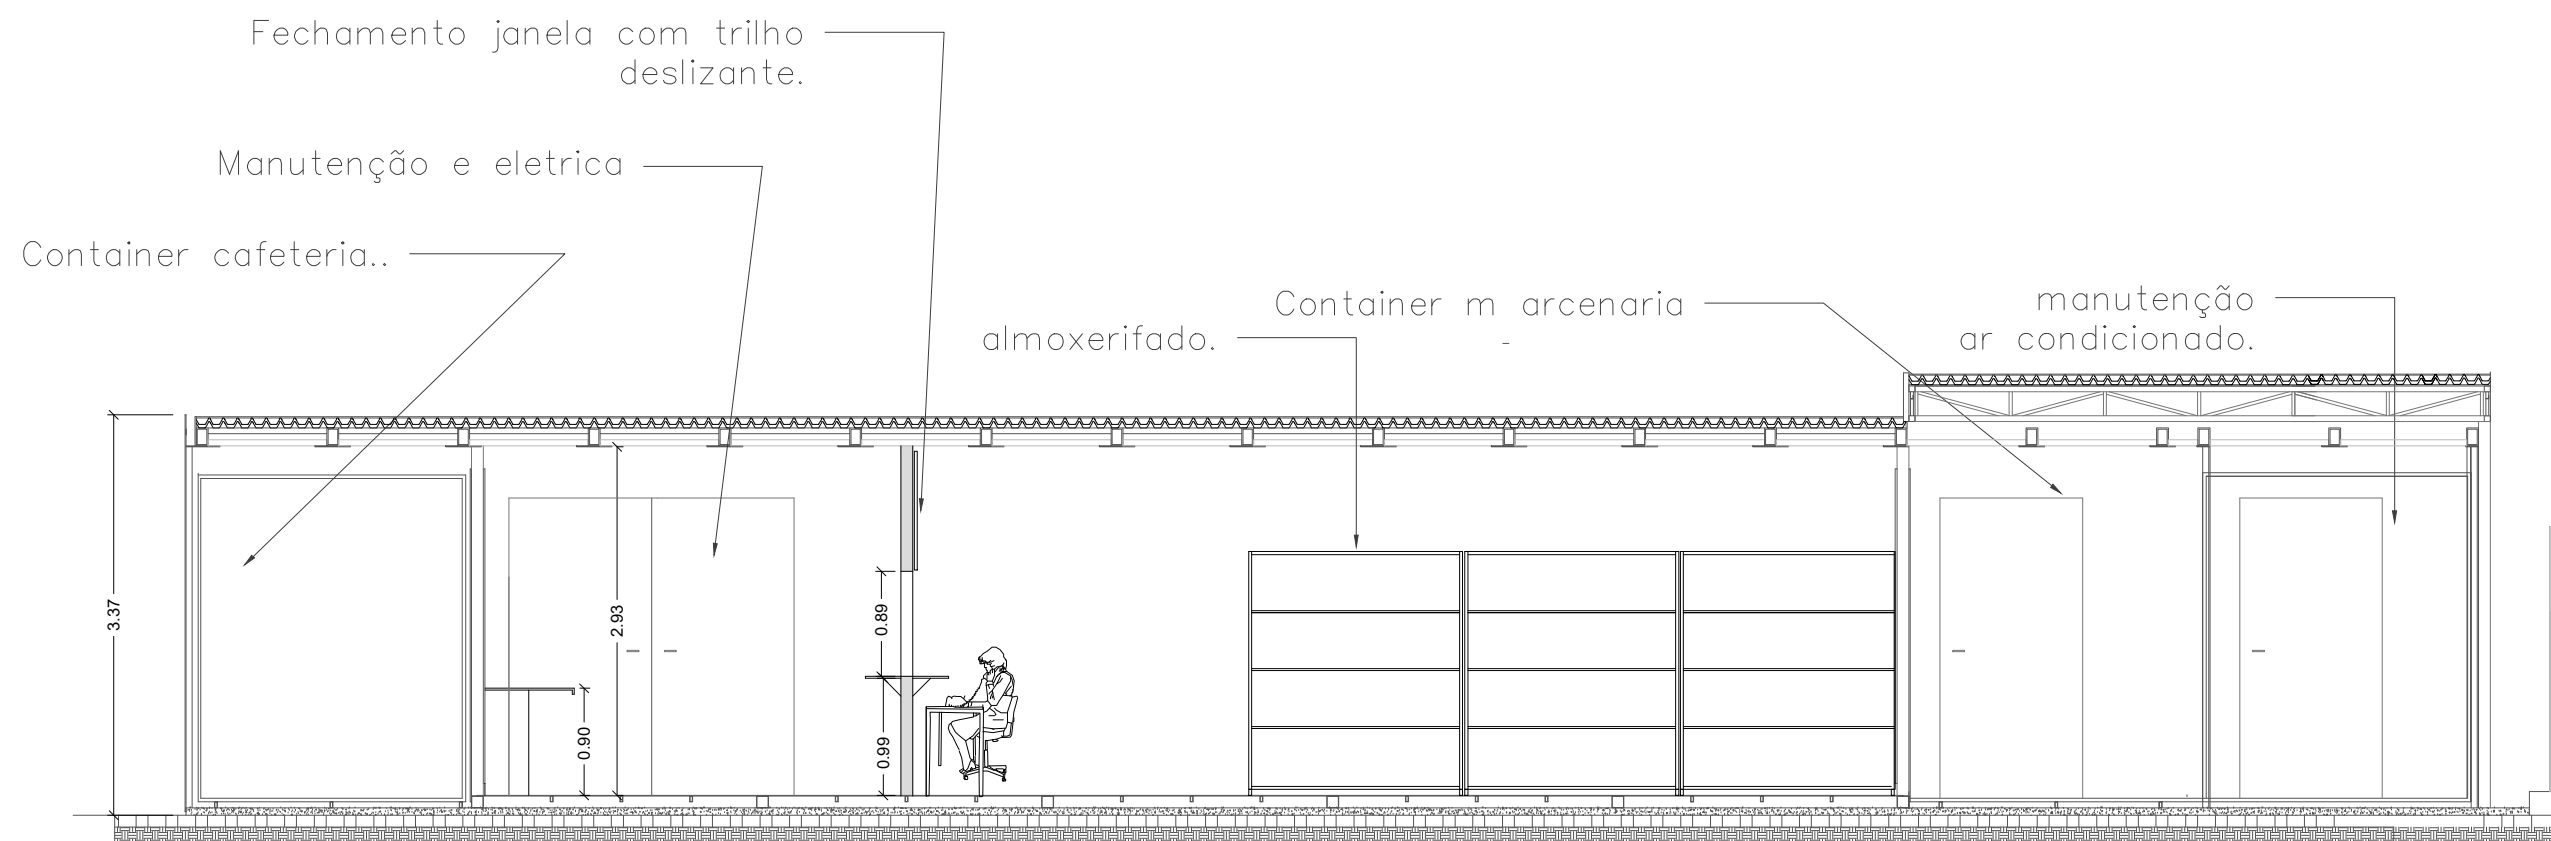 Fechamento janela com trilho
deslizante.
Manutenção e eletrica
Container cafeteria..
Container m arcenaria
-
manutenção
ar condicionado.
almoxerifado.
3.37
2.93
0.89
0.90
0.99